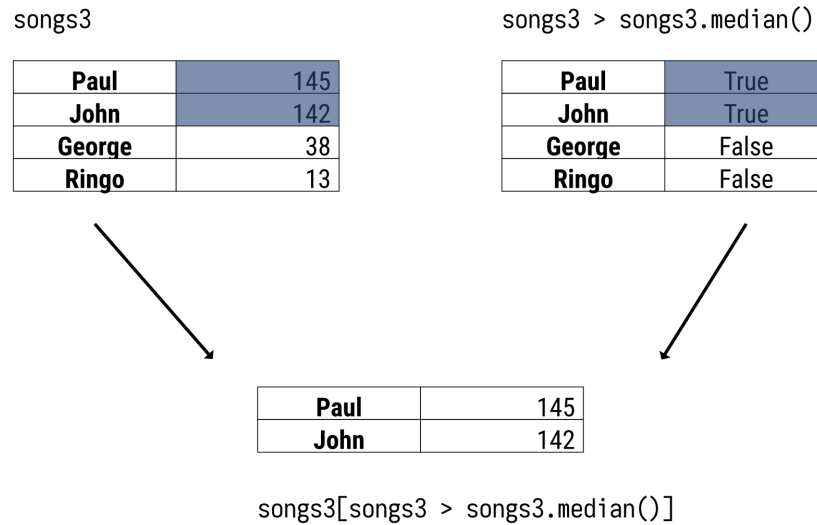 songs3
Paul 145
John 142
George 38
Ringo 13
songs3 > songs3.median()
Paul True
John True
George False
Ringo False
Paul 145
John 142
songs3[songs3 > songs3.median()]